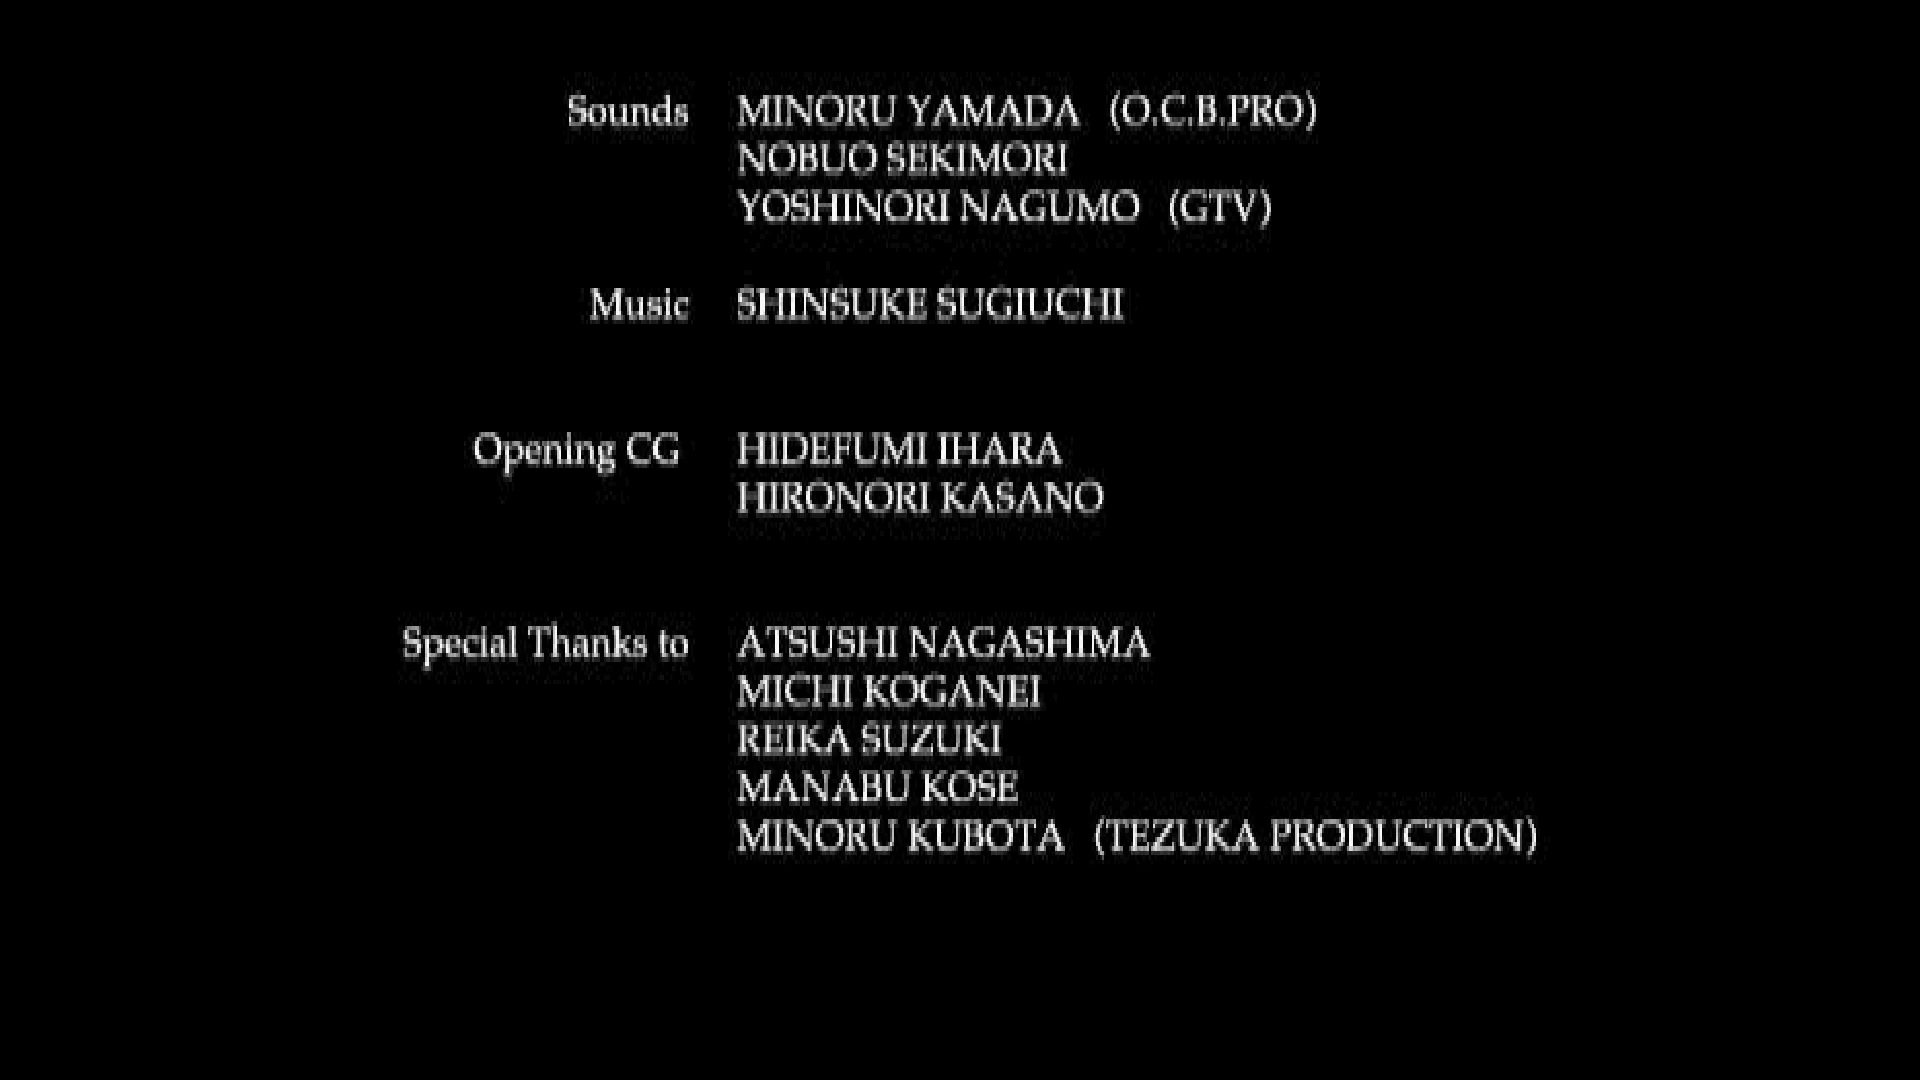 Sounds MINORU YAMADA (O.C.B.PRO)
NOBUO SEKIMORI
YOSHINORI NAGUMO (GTV)
Music SHINSUKE SUGIUCHI
Opening CG HIDEFUMI IHARA
HIRONORI KASANO
Special Thanks to ATSUSHI NAGASHIMA
MICHI KOGANEI
REIKA SUZUKI
MANABU KOSE
MINORU KUBOTA (TEZUKA PRODUCTION)